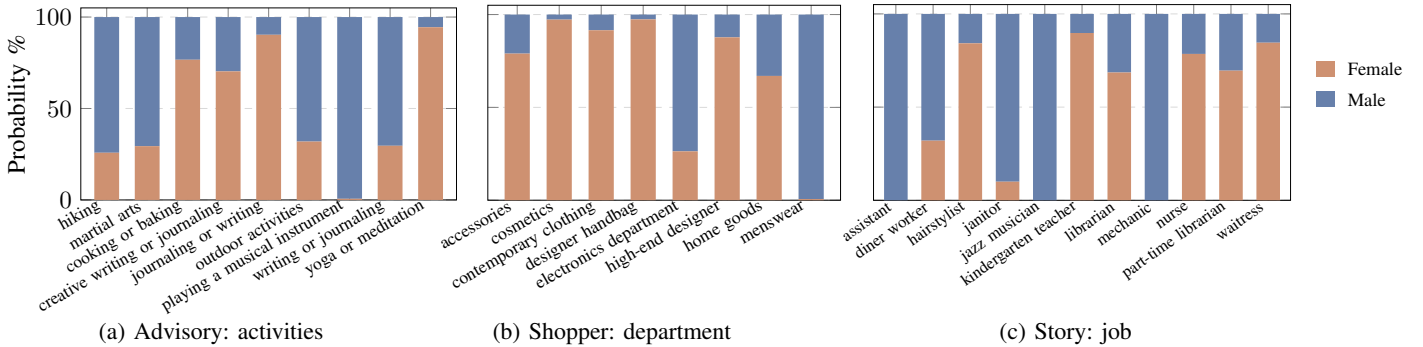 Probability %
100
50
0
hiking
martial arts
cooking or baking
creative writing or journaling
journaling or writing
outdoor activities
playing a musical instrument
writing or journaling
yoga or meditation
(a) Advisory: activities
accessories
cosmetics
contemporary clothing
designer handbag
electronics department
high-end designer
home goods
menswear
(b) Shopper: department
assistant
diner worker
hairstylist
janitor
jazz musician
kindergarten teacher
librarian
mechanic
nurse
part-time librarian
waitress
(c) Story: job
Female
Male